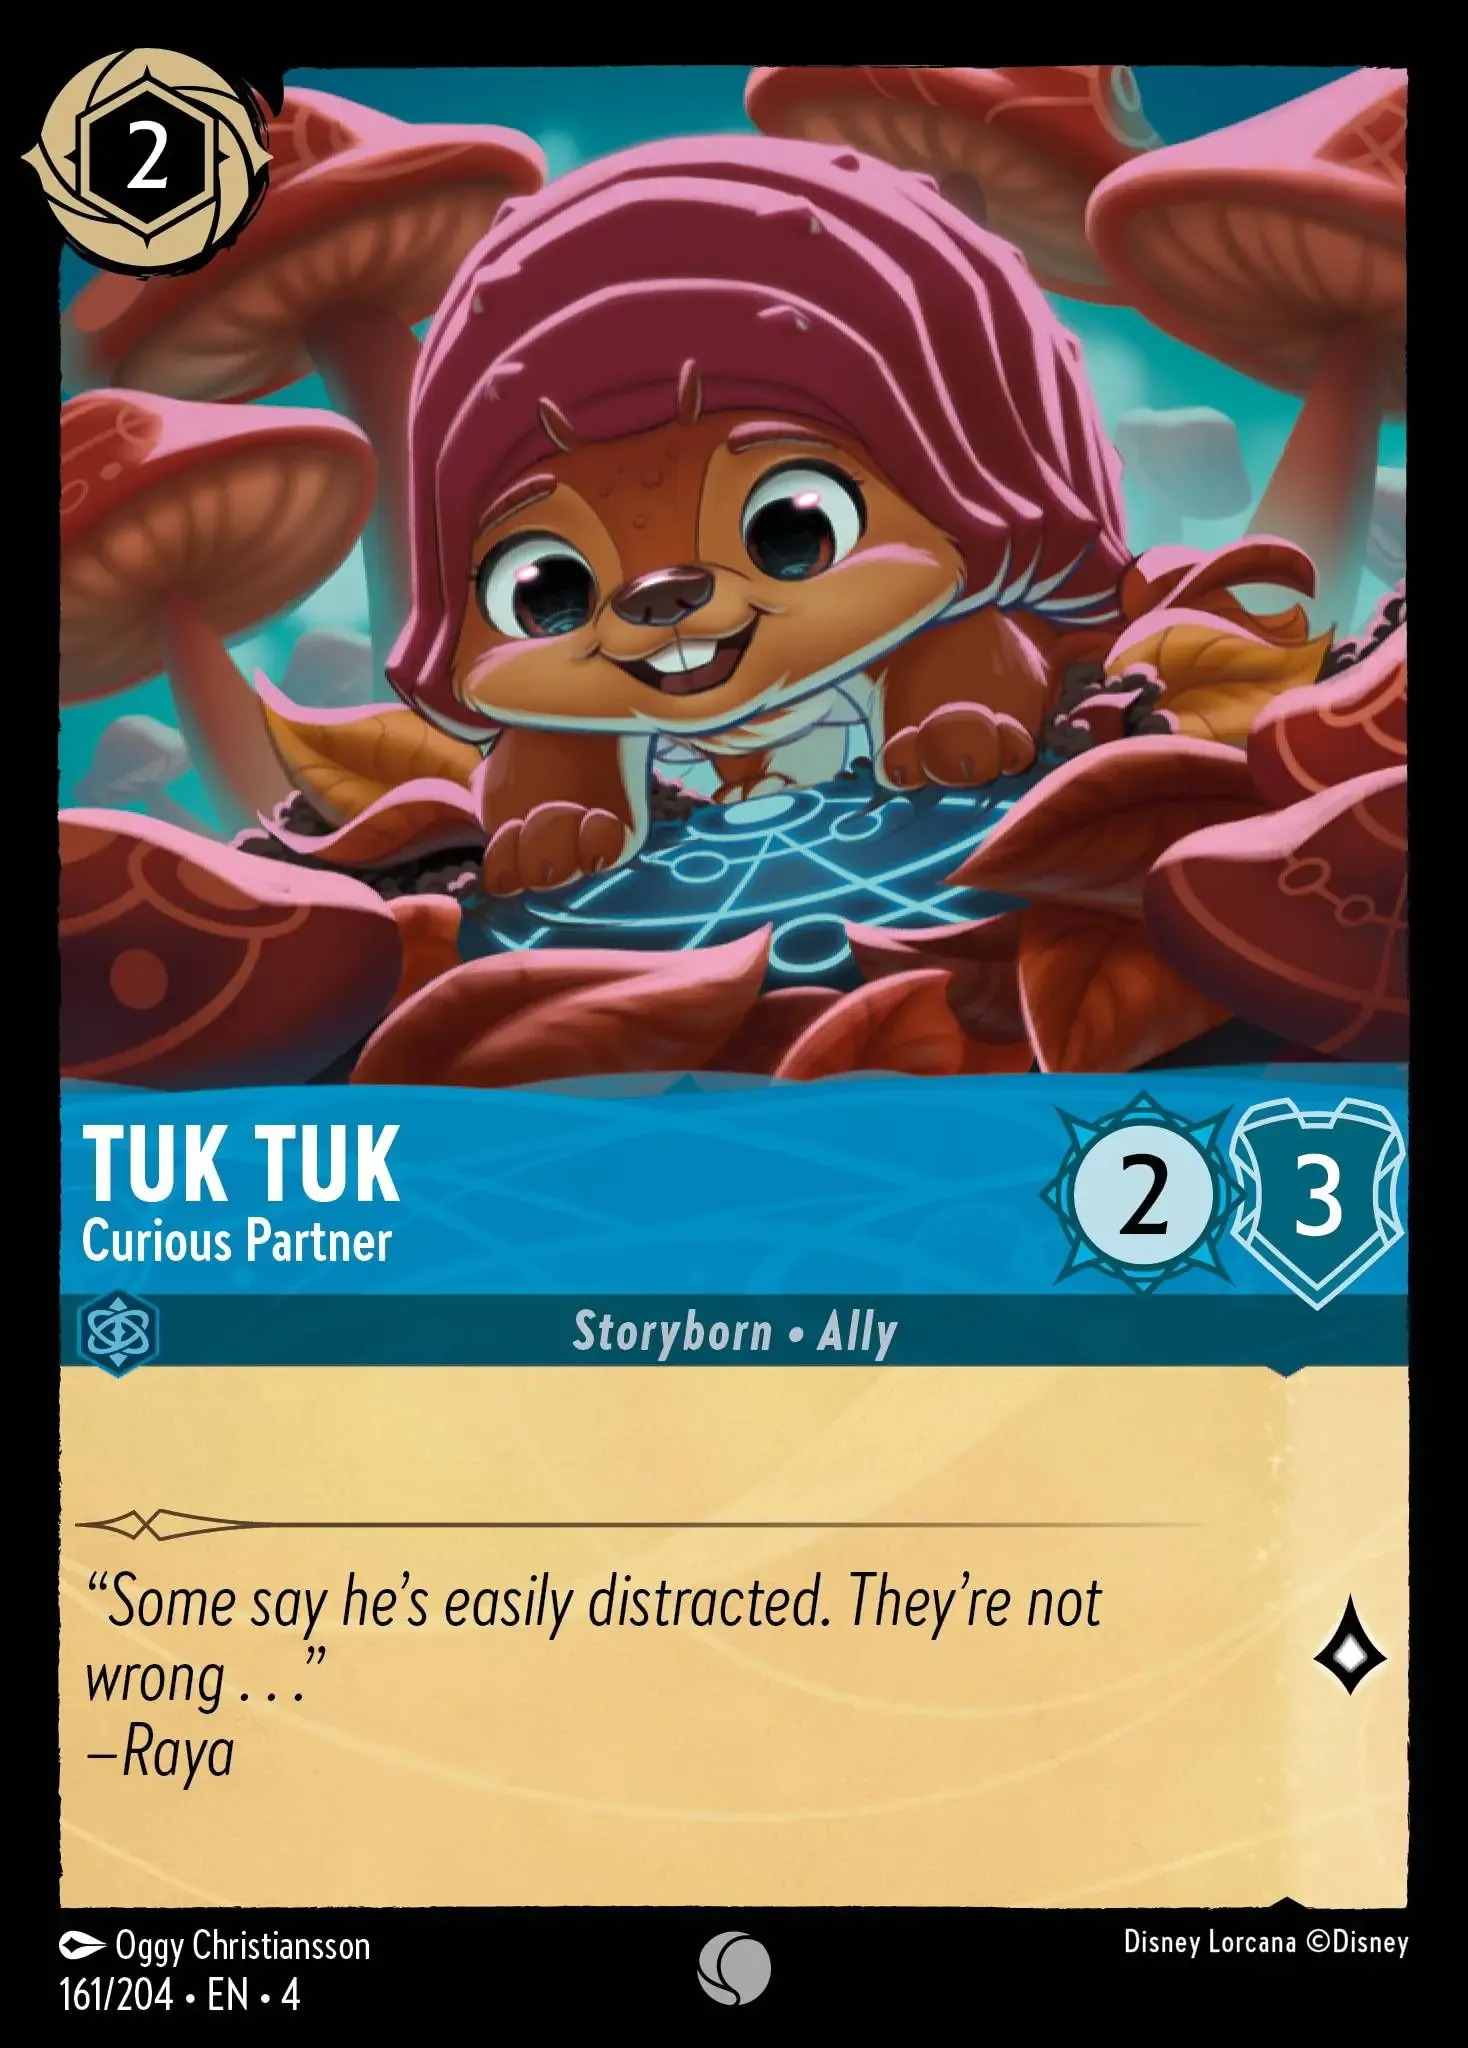 2
TUK TUK
Curious Partner
2
3
Storyborn • Ally
“Some say he’s easily distracted. They’re not
wrong . . .”
–Raya
Oggy Christiansson
161/204 • EN • 4
Disney Lorcana ©Disney